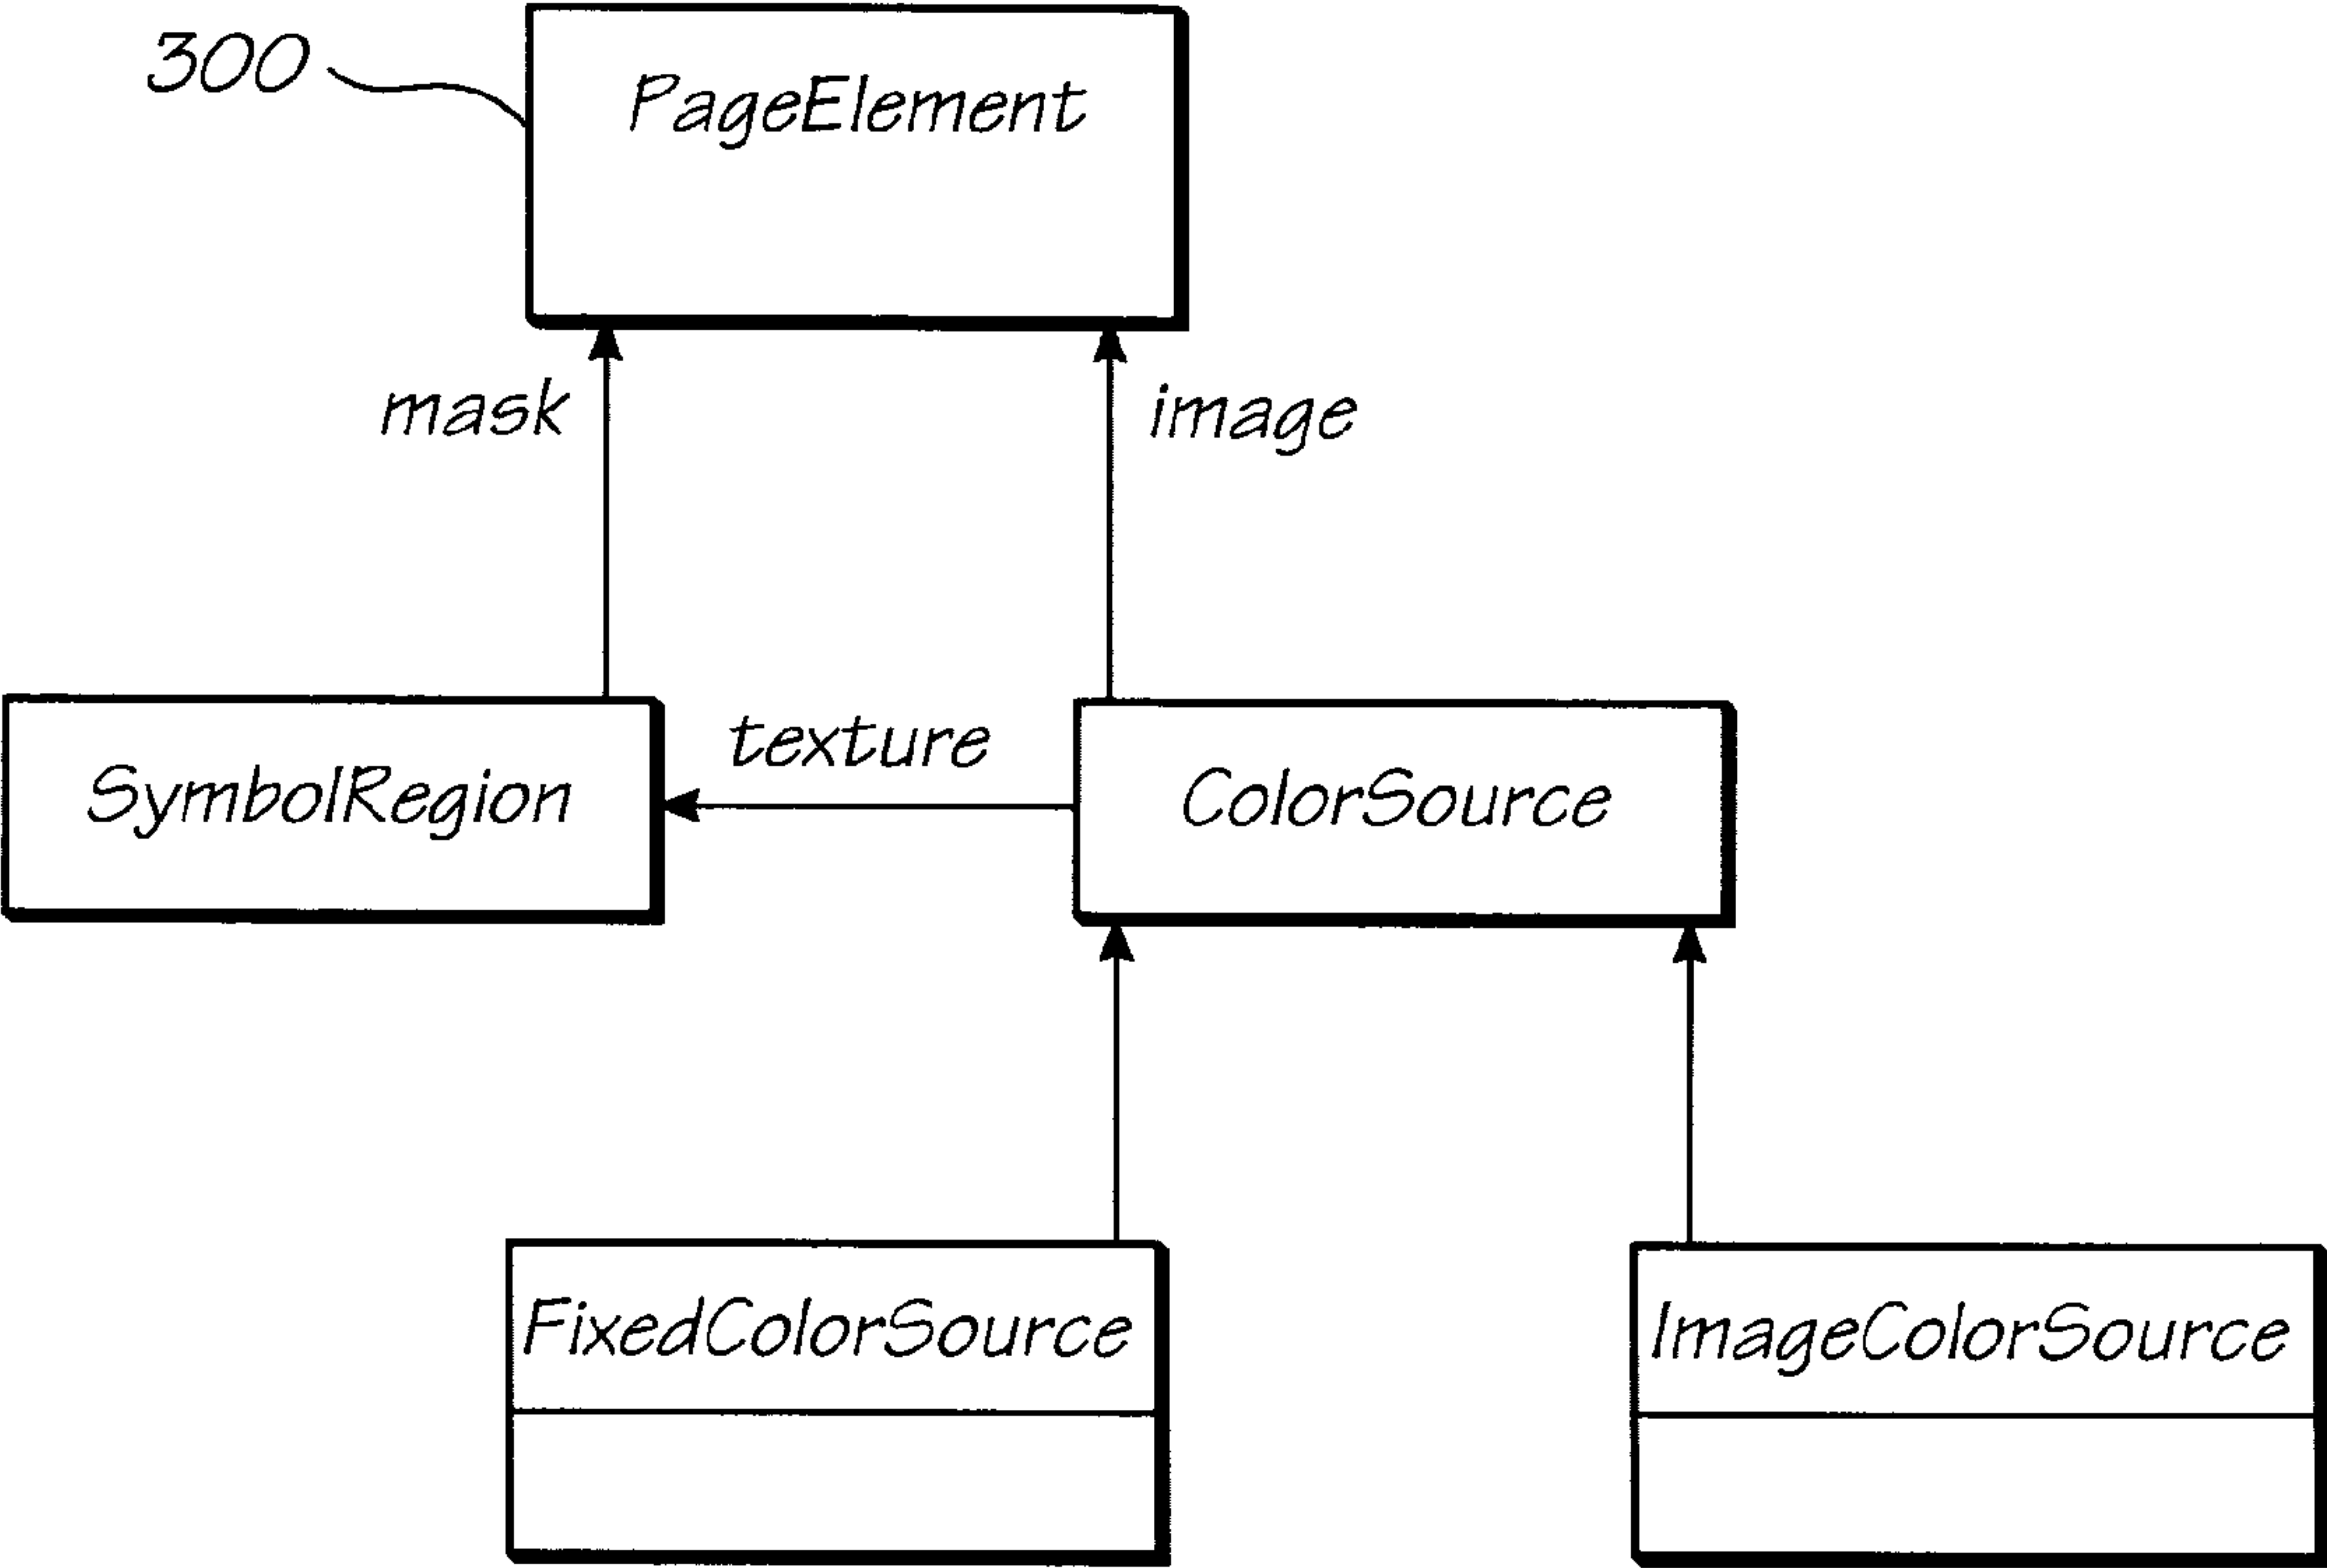 300
PageElement
mask
image
SymbolRegion
texture
ColorSource
FixedColorSource
ImageColorSource